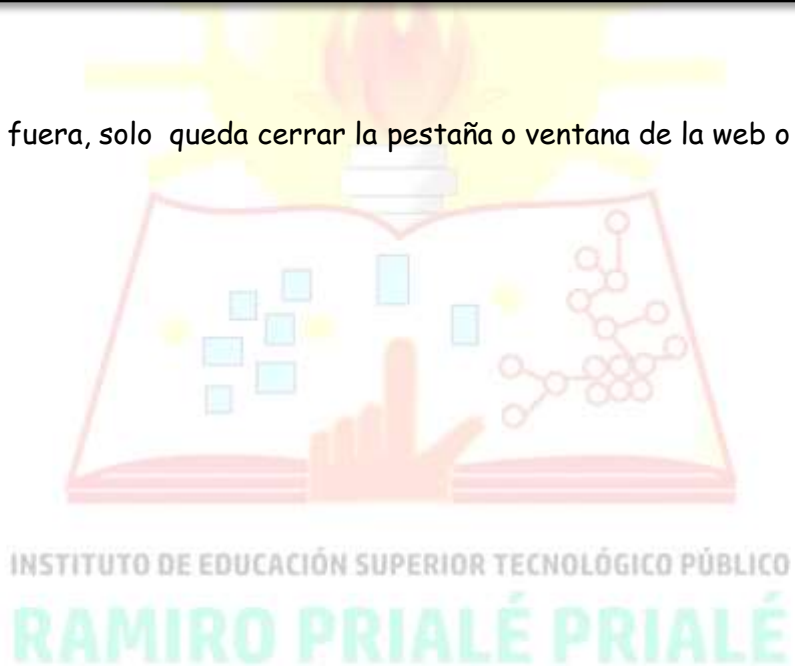 fuera, solo queda cerrar la pestaña o ventana de la web o
INSTITUTO DE EDUCACIÓN SUPERIOR TECNOLÓGICO PÚBLICO
RAMIRO PRIALÉ PRIALÉ